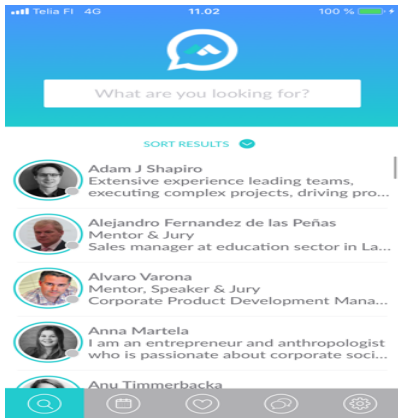 Telia FI 4G 11.02 100 %
What are you looking for?
SORT RESULTS
Adam J Shapiro
Extensive experience leading teams,
executing complex projects, driving pro...
Alejandro Fernandez de las Peñas
Mentor & Jury
Sales manager at education sector in La...
Alvaro Varona
Mentor, Speaker & Jury
Corporate Product Development Mana...
Anna Martela
I am an entrepreneur and anthropologist
who is passionate about corporate soci...
Anu Timmerbacka